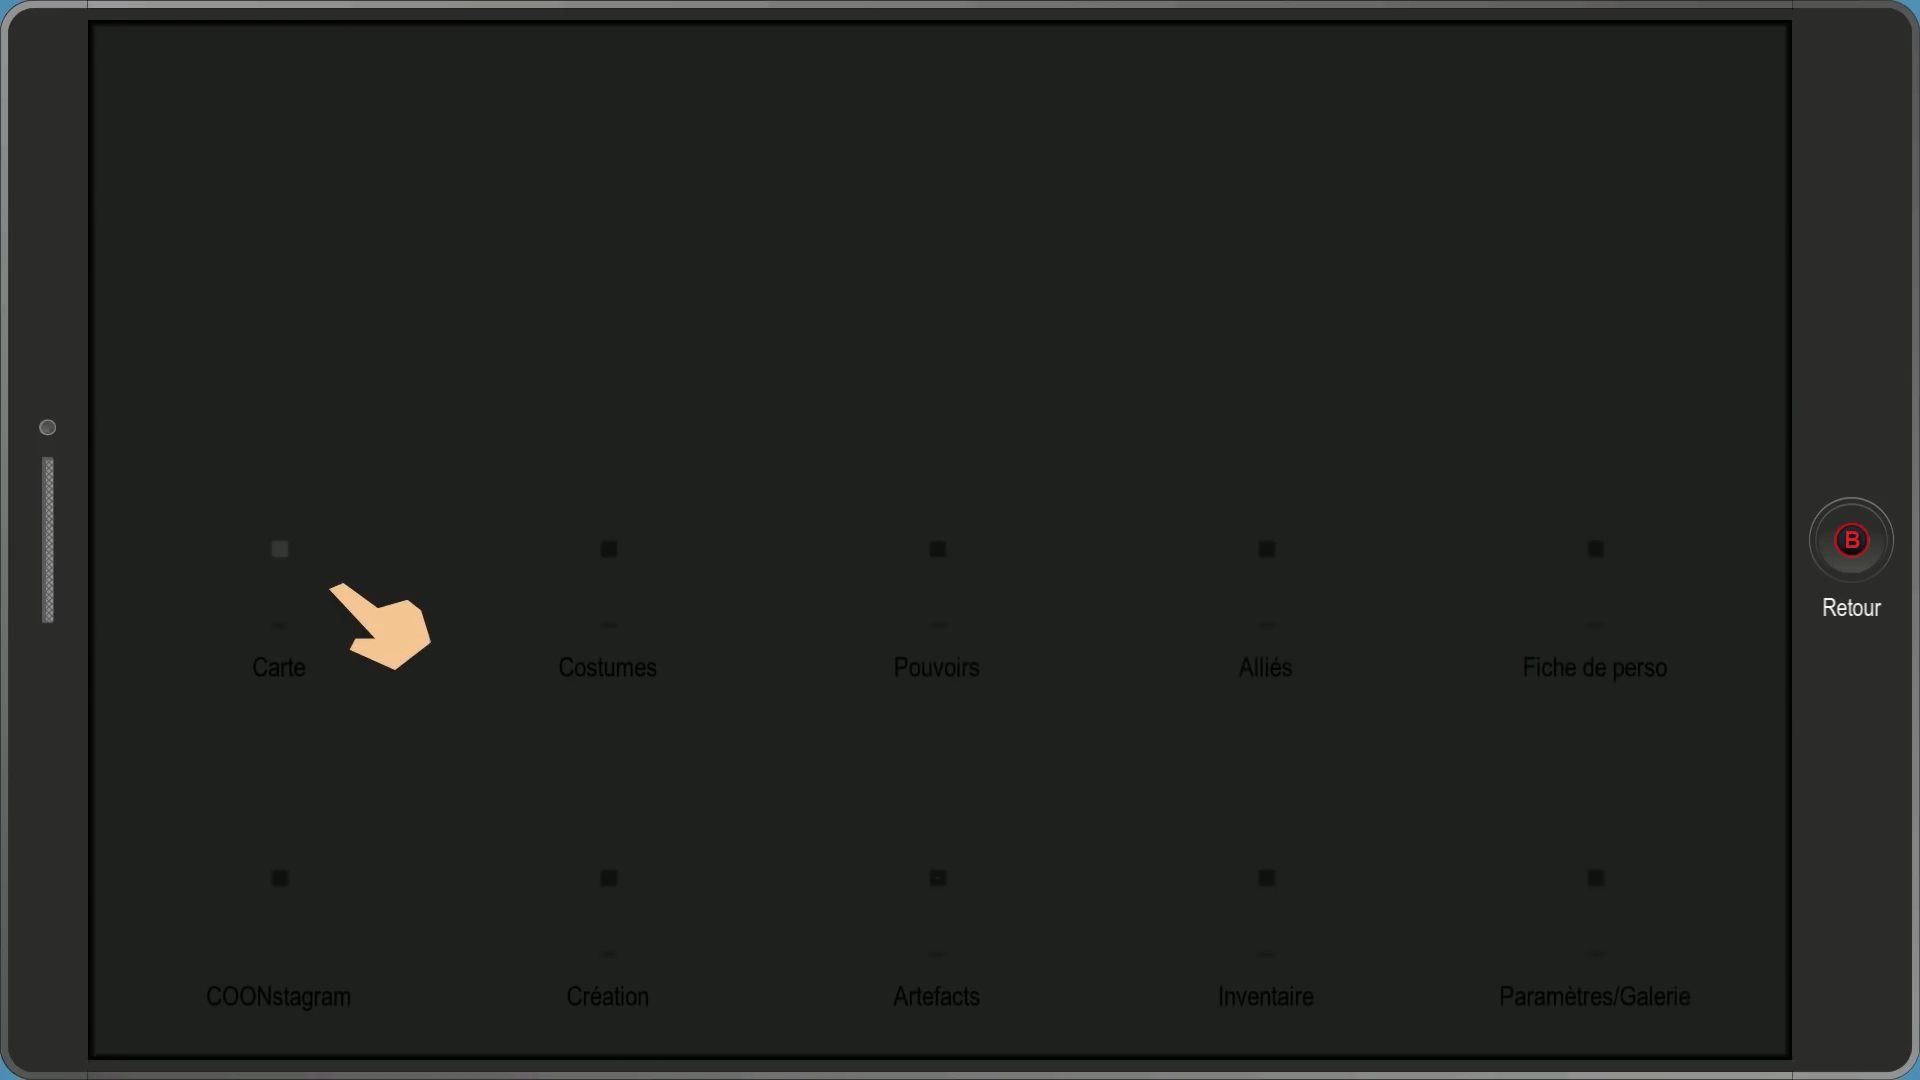 B
Retour
Carte
Costumes
Pouvoirs
Alliés
Fiche de perso
COONstagram
Création
Artefacts
Inventaire
Paramètres/Galerie